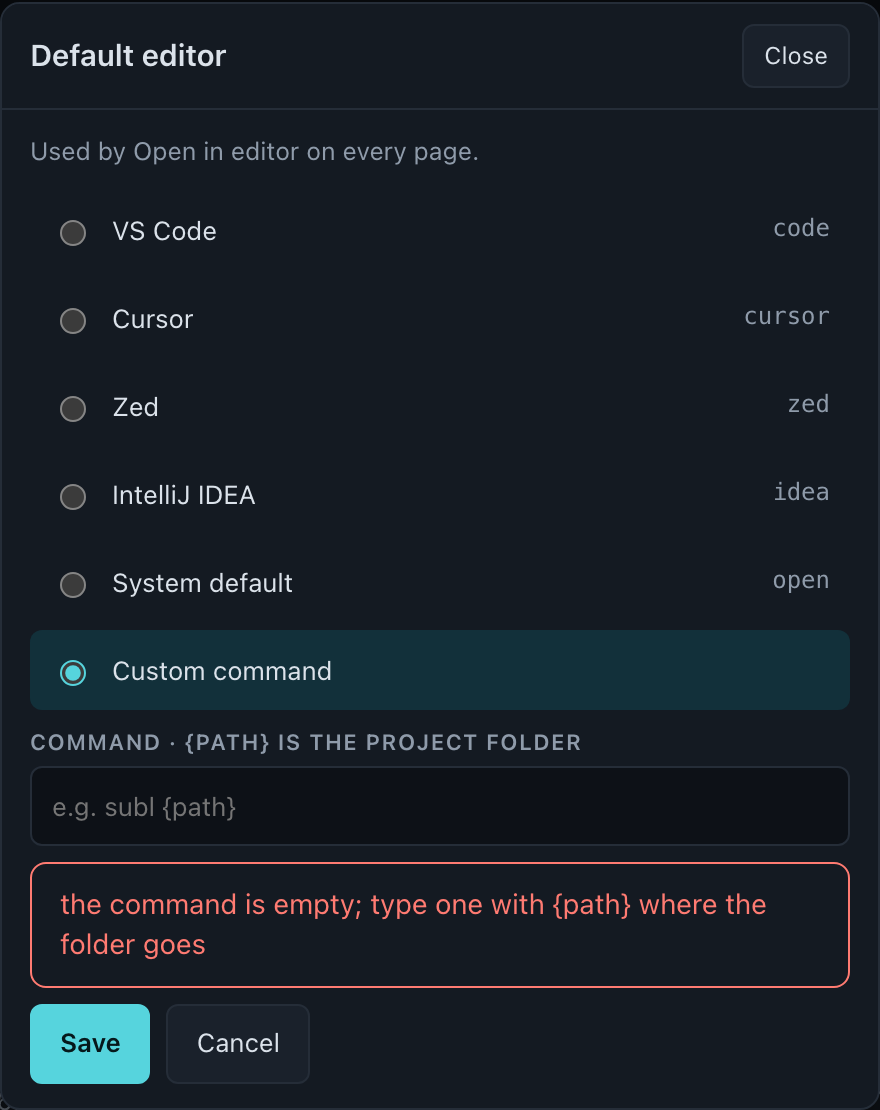 Default editor
Close
Used by Open in editor on every page.
VS Code
code
Cursor
cursor
Zed
zed
IntelliJ IDEA
idea
System default
open
Custom command
COMMAND · {PATH} IS THE PROJECT FOLDER
e.g. subl {path}
the command is empty; type one with {path} where the
folder goes
Save
Cancel